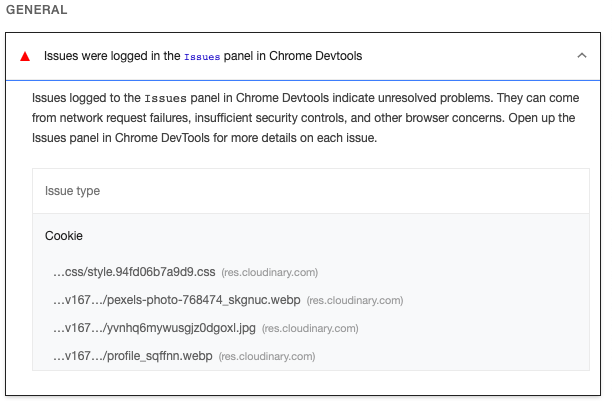 GENERAL
Issues were logged in the Issues panel in Chrome Devtools
Issues logged to the Issues panel in Chrome Devtools indicate unresolved problems. They can come
from network request failures, insufficient security controls, and other browser concerns. Open up the
Issues panel in Chrome DevTools for more details on each issue.
Issue type
Cookie
…css/style.94fd06b7a9d9.css (res.cloudinary.com)
…v167…/pexels-photo-768474_skgnuc.webp (res.cloudinary.com)
…v167…/yvnhq6mywusgjz0dgoxl.jpg (res.cloudinary.com)
…v167…/profile_sqffnn.webp (res.cloudinary.com)